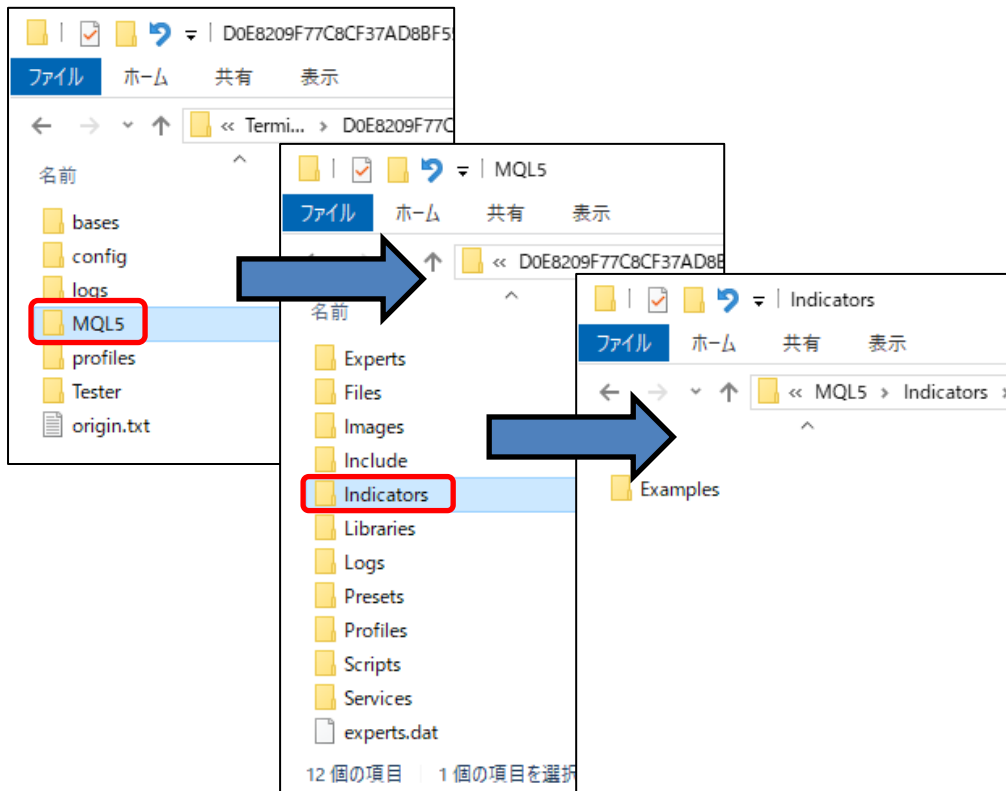 D0E8209F77C8CF37AD8BF5
ファイル ホーム 共有 表示
« Termi... › D0E8209F77C
名前
bases
config
logs
MQL5
profiles
Tester
origin.txt
MQL5
ファイル ホーム 共有 表示
« D0E8209F77C8CF37AD8B
名前
Experts
Files
Images
Include
Indicators
Libraries
Logs
Presets
Profiles
Scripts
Services
experts.dat
12 個の項目 1 個の項目を選択
Indicators
ファイル ホーム 共有 表示
« MQL5 › Indicators ›
Examples